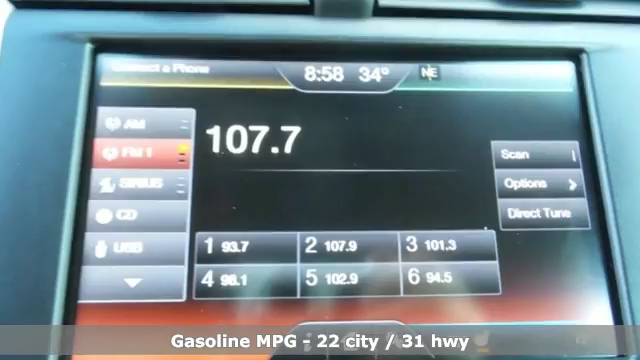 a Phone
8:58 34° NE
AM
FM 1
SIRIUS
CD
USB
107.7
Scan
Options
Direct Tune
1 93.7 2 107.9 3 101.3
4 98.1 5 102.9 6 94.5
Gasoline MPG - 22 city / 31 hwy